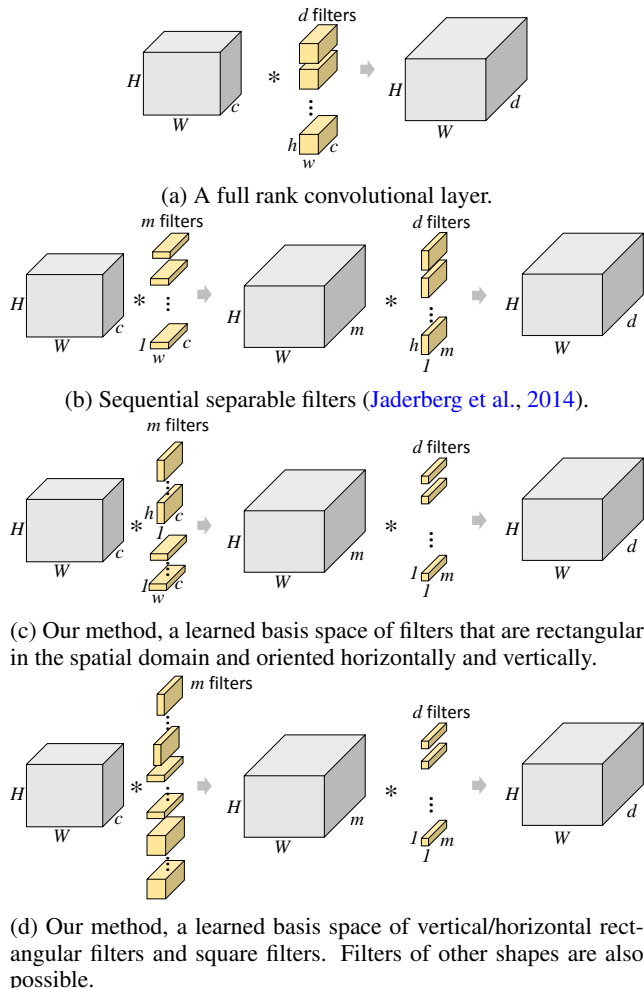 d filters
H
*
c
W
h
w
c
H
W
d
(a) A full rank convolutional layer.
m filters
d filters
H
*
c
W
1
w
c
H
W
m
*
h
1
m
H
W
d
(b) Sequential separable filters (Jaderberg et al., 2014).
m filters
d filters
H
*
c
W
h
1
c
1
w
c
H
W
m
*
1
1
m
H
W
d
(c) Our method, a learned basis space of filters that are rectangular
in the spatial domain and oriented horizontally and vertically.
m filters
d filters
H
*
c
W
H
W
m
*
1
1
m
H
W
d
(d) Our method, a learned basis space of vertical/horizontal rect-
angular filters and square filters. Filters of other shapes are also
possible.